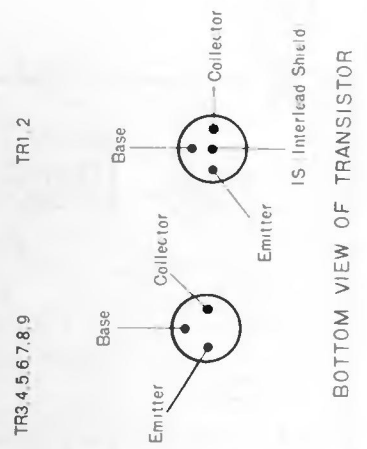 TR3,4,5,6,7,8,9
Base
Collector
Emitter
TR1,2
Base
Collector
Emitter
IS (Interlead Shield)
BOTTOM VIEW OF TRANSISTOR